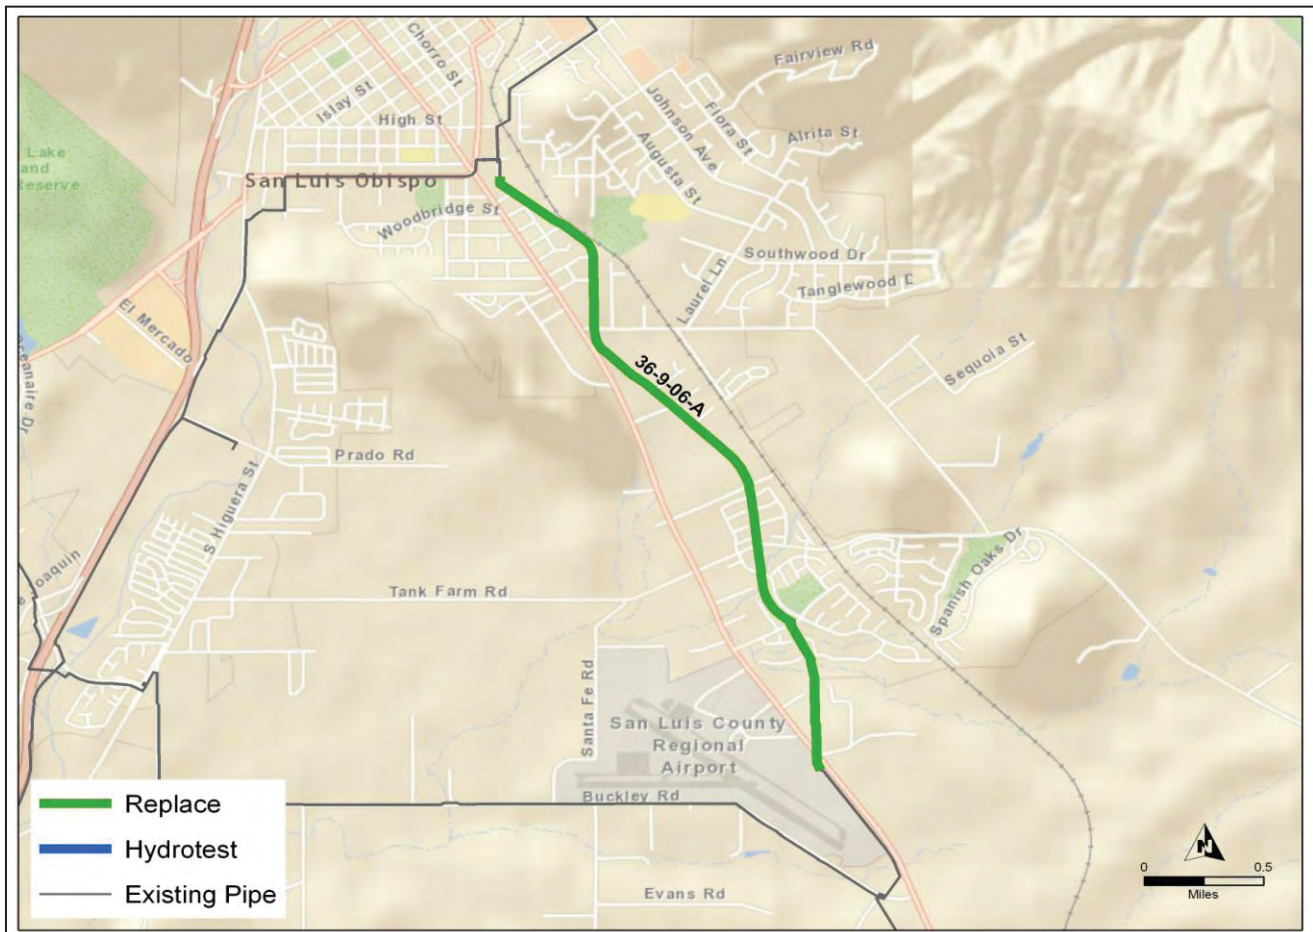 Chorro St
Fairview Rd
Islay St
High St
Johnson Ave
Flora St
Alrita St
Augusta St
Lake
and
Reserve
San Luis Obispo
Woodbridge St
Southwood Dr
Laurel Ln
Tanglewood D
El Mercado
36-9-06-A
Sequoia St
eanaire Dr
Prado Rd
S Higuera St
oaquin
Tank Farm Rd
Spanish Oaks Dr
Santa Fe Rd
San Luis County
Regional
Airport
Buckley Rd
Evans Rd
Replace
Hydrotest
Existing Pipe
N
0 0.5
Miles